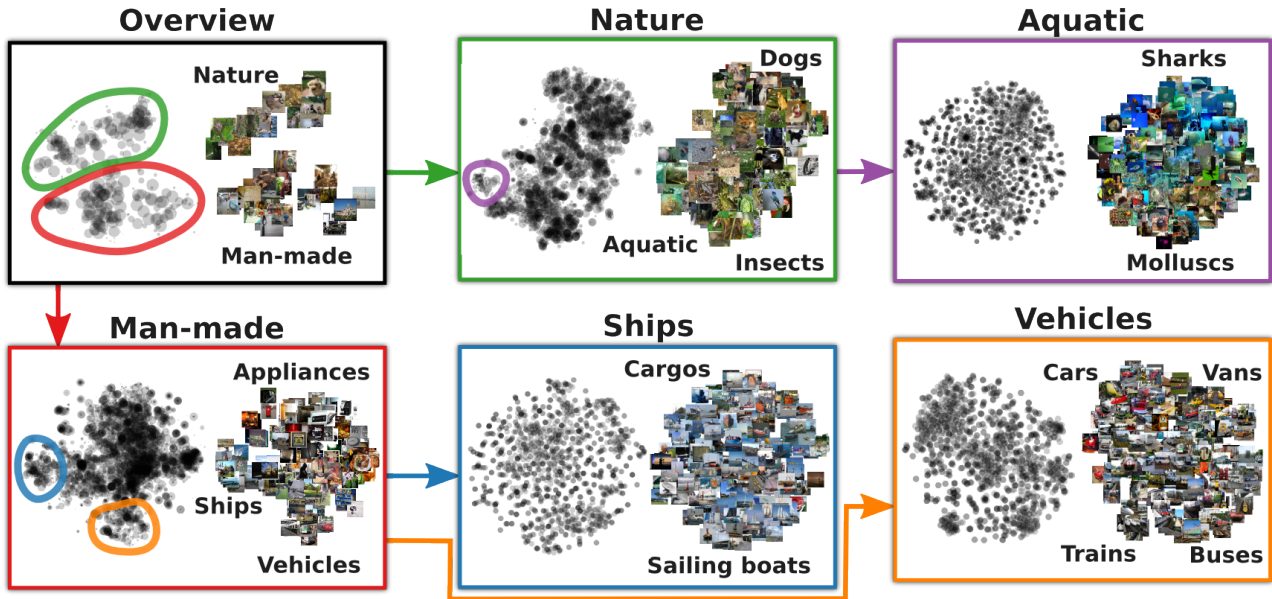 Overview
Nature
Man-made
Nature
Dogs
Aquatic
Insects
Aquatic
Sharks
Molluscs
Man-made
Appliances
Ships
Vehicles
Ships
Cargos
Sailing boats
Vehicles
Cars
Vans
Trains
Buses